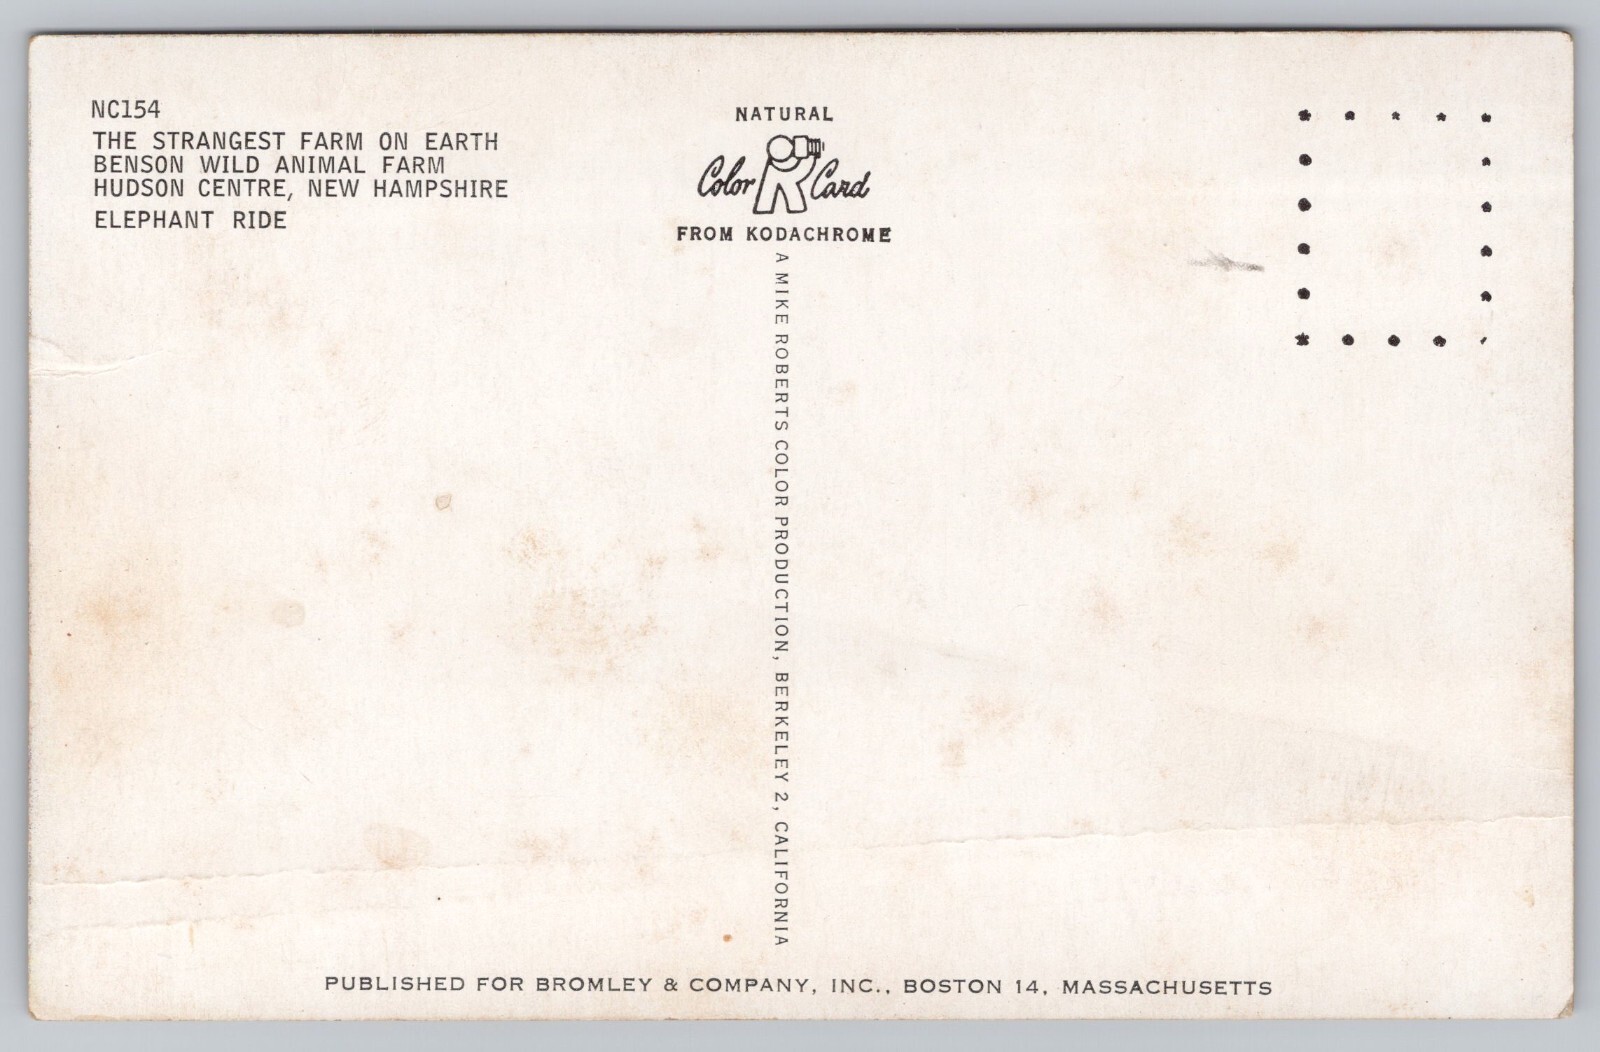 NC154
THE STRANGEST FARM ON EARTH
BENSON WILD ANIMAL FARM
HUDSON CENTRE, NEW HAMPSHIRE
ELEPHANT RIDE
NATURAL
Color Card
FROM KODACHROME
A MIKE ROBERTS COLOR PRODUCTION, BERKELEY 2, CALIFORNIA
PUBLISHED FOR BROMLEY & COMPANY, INC., BOSTON 14, MASSACHUSETTS